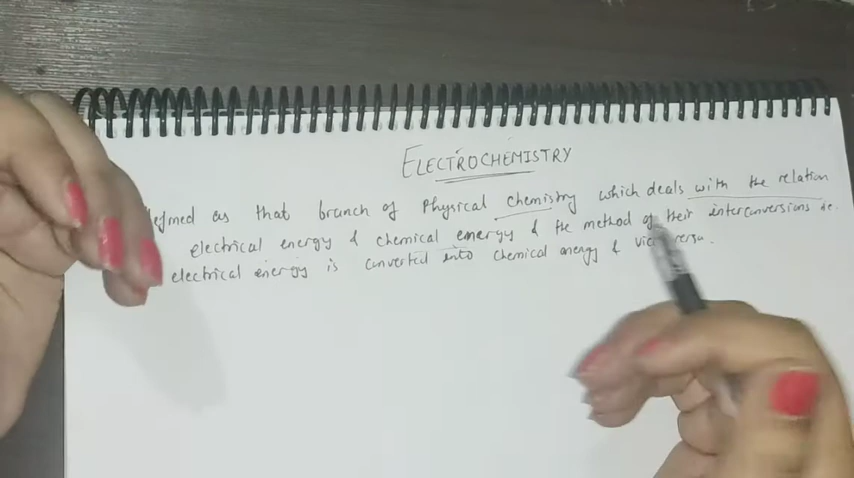 ELECTROCHEMISTRY
defined as that branch of Physical chemistry which deals with the relation
electrical energy & chemical energy & the method of their interconversions i.e.
electrical energy is converted into chemical energy & vice versa.